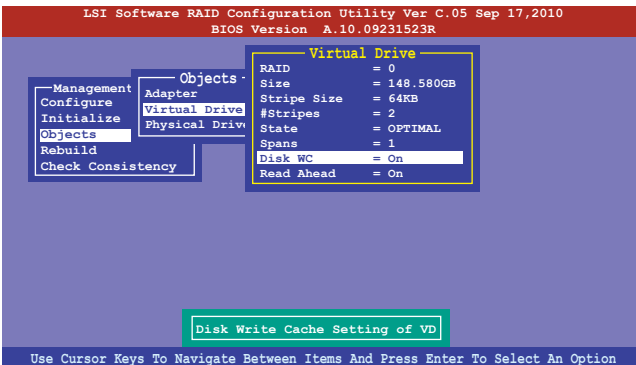 LSI Software RAID Configuration Utility Ver C.05 Sep 17,2010
BIOS Version A.10.09231523R
Management
Configure
Initialize
Objects
Rebuild
Check Consistency
Objects
Adapter
Virtual Drive
Physical Drive
Virtual Drive
RAID = 0
Size = 148.580GB
Stripe Size = 64KB
#Stripes = 2
State = OPTIMAL
Spans = 1
Disk WC = On
Read Ahead = On
Disk Write Cache Setting of VD
Use Cursor Keys To Navigate Between Items And Press Enter To Select An Option